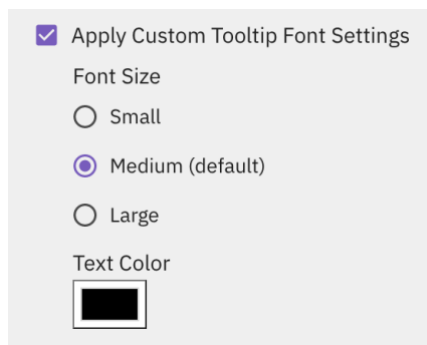 Apply Custom Tooltip Font Settings
Font Size
Small
Medium (default)
Large
Text Color